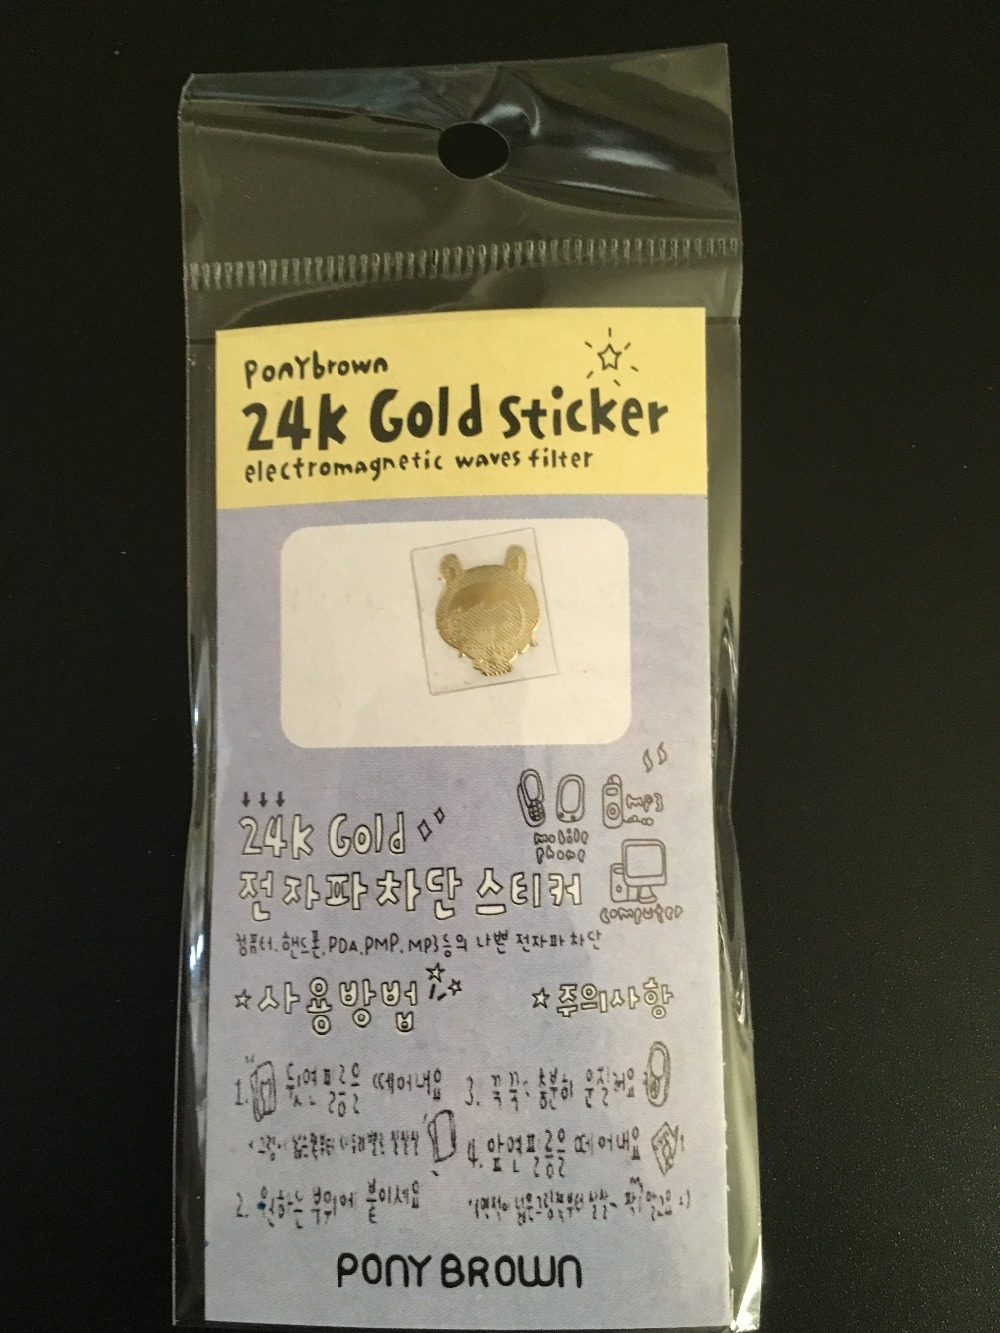 Ponybrown
24k Gold Sticker
electromagnetic waves filter
24k Gold
전자파차단 스티커
mobile phone
mp3
computer
컴퓨터.핸드폰.PDA.PMP.MP3등의 나쁜 전자파 차단
사용방법
주의사항
1. 뒷면 필름을 떼어내요
2. 원하는 부위에 붙이세요
3. 꾹꾹~ 충분히 문질러요
4. 앞면필름을 떼어내요
PONY BROWN